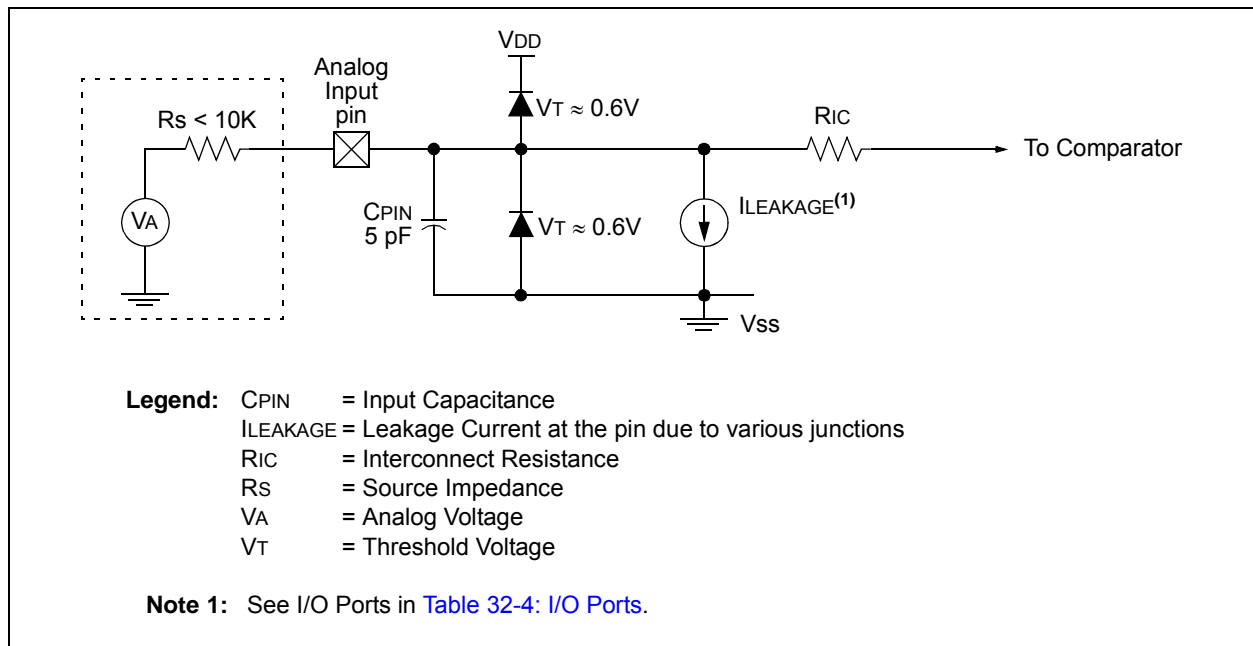 VDD
Analog
Input
pin
VT ≈ 0.6V
Rs < 10K
RIC
To Comparator
VA
CPIN
5 pF
VT ≈ 0.6V
ILEAKAGE(1)
Vss
Legend: CPIN = Input Capacitance
ILEAKAGE = Leakage Current at the pin due to various junctions
RIC = Interconnect Resistance
RS = Source Impedance
VA = Analog Voltage
VT = Threshold Voltage
Note 1: See I/O Ports in Table 32-4: I/O Ports.